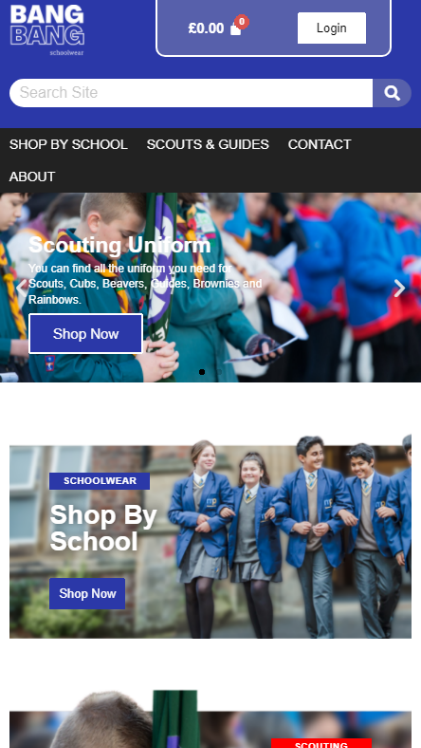 BANG
BANG
schoolwear
£0.00 0
Login
Search Site
SHOP BY SCHOOL SCOUTS & GUIDES CONTACT
ABOUT
Scouting Uniform
You can find all the uniform you need for
Scouts, Cubs, Beavers, Guides, Brownies and
Rainbows.
Shop Now
SCHOOLWEAR
Shop By
School
Shop Now
SCOUTING